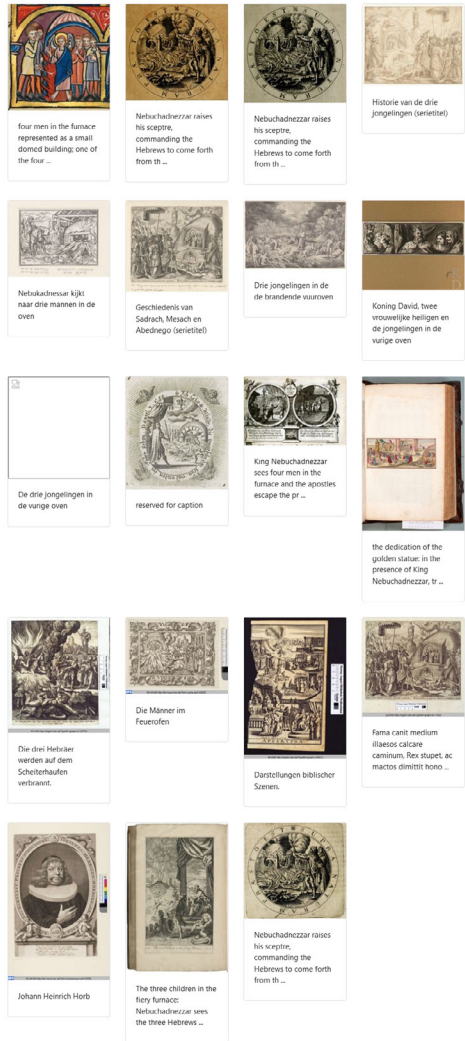 four men in the furnace
represented as a small
domed building; one of
the four ...
Nebuchadnezzar raises
his sceptre,
commanding the
Hebrews to come forth
from th ...
Nebuchadnezzar raises
his sceptre,
commanding the
Hebrews to come forth
from th ...
Historie van de drie
jongelingen (serietitel)
Nebukadnessar kijkt
naar drie mannen in de
oven
Geschiedenis van
Sadrach, Mesach en
Abednego (serietitel)
Drie jongelingen in de
de brandende vuuroven
Koning David, twee
vrouwelijke heiligen en
de jongelingen in de
vurige oven
De drie jongelingen in
de vurige oven
reserved for caption
King Nebuchadnezzar
sees four men in the
furnace and the apostles
escape the pr ...
the dedication of the
golden statue: in the
presence of King
Nebuchadnezzar, tr ...
Die drei Hebräer
werden auf dem
Scheiterhaufen
verbrannt.
Die Männer im
Feuerofen
Darstellungen biblischer
Szenen.
Fama canit medium
illaesos calcare
caminum, Rex stupet, ac
mactos dimittit hono ...
Johann Heinrich Horb
The three children in the
fiery furnace:
Nebuchadnezzar sees
the three Hebrews ...
Nebuchadnezzar raises
his sceptre,
commanding the
Hebrews to come forth
from th ...